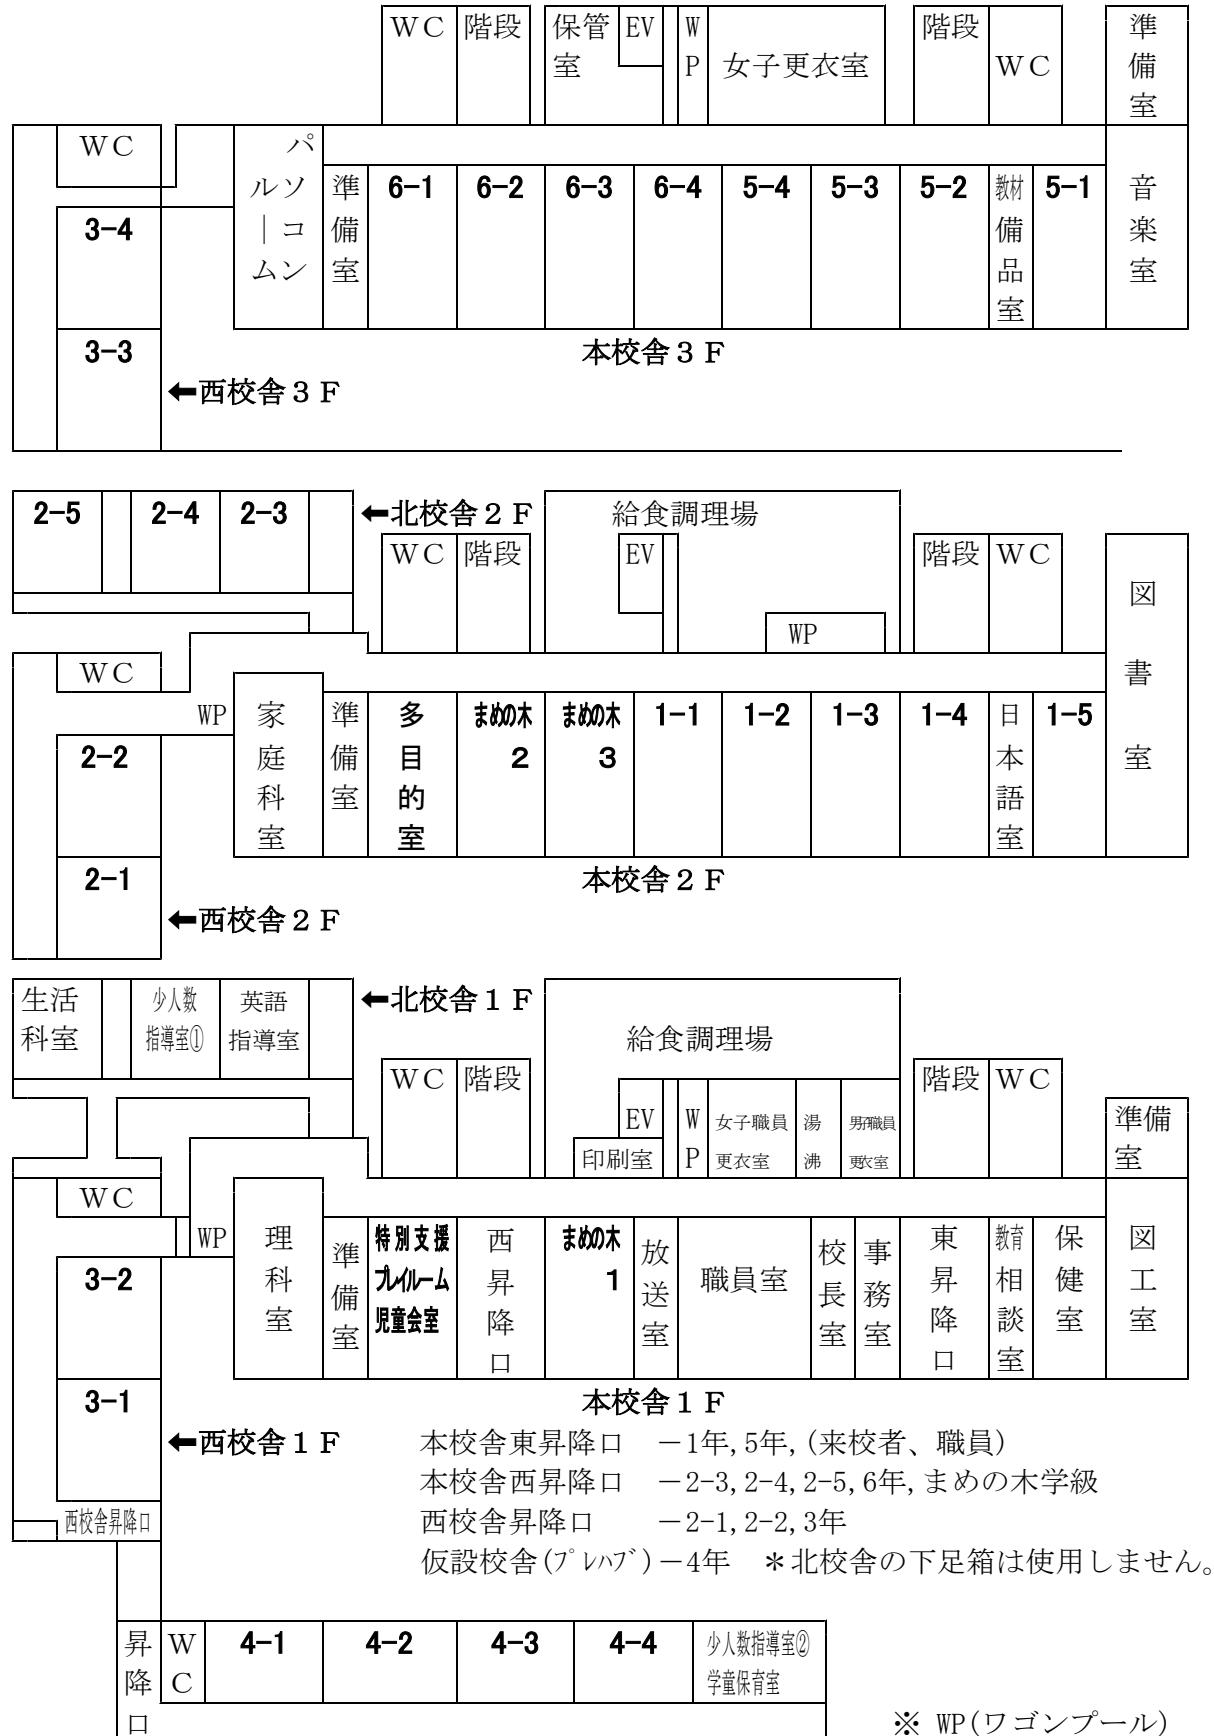 ＷＣ 階段 保管室 EV WP 女子更衣室 階段 ＷＣ 準備室
ＷＣ パソコンルーム 準備室 6−1 6−2 6−3 6−4 5−4 5−3 5−2 教材備品室 5−1 音楽室
3−4
3−3 本校舎３Ｆ
⬅西校舎３Ｆ
2−5 2−4 2−3 ⬅北校舎２Ｆ 給食調理場
ＷＣ 階段 EV 階段 ＷＣ 図書室
WP
ＷＣ
WP 家庭科室 準備室 多目的室 まめの木２ まめの木３ 1−1 1−2 1−3 1−4 日本語室 1−5
2−2
2−1 本校舎２Ｆ
⬅西校舎２Ｆ
生活科室 少人数指導室① 英語指導室 ⬅北校舎１Ｆ
給食調理場
ＷＣ 階段 階段 ＷＣ
EV WP 女子職員更衣室 湯沸 男子職員更衣室 準備室
印刷室
ＷＣ
WP 理科室 準備室 特別支援プレイルーム児童会室 西昇降口 まめの木１ 放送室 職員室 校長室 事務室 東昇降口 教育相談室 保健室 図工室
3−2
3−1 本校舎１Ｆ
⬅西校舎１Ｆ 本校舎東昇降口 −1年,5年,(来校者、職員)
本校舎西昇降口 −2-3,2-4,2-5,6年,まめの木学級
西校舎昇降口 西校舎昇降口 −2-1,2-2,3年
仮設校舎(ﾌﾟﾚﾊﾌﾞ)−4年 ＊北校舎の下足箱は使用しません。
昇降口 ＷＣ 4−1 4−2 4−3 4−4 少人数指導室②
学童保育室
※ WP(ワゴンプール)